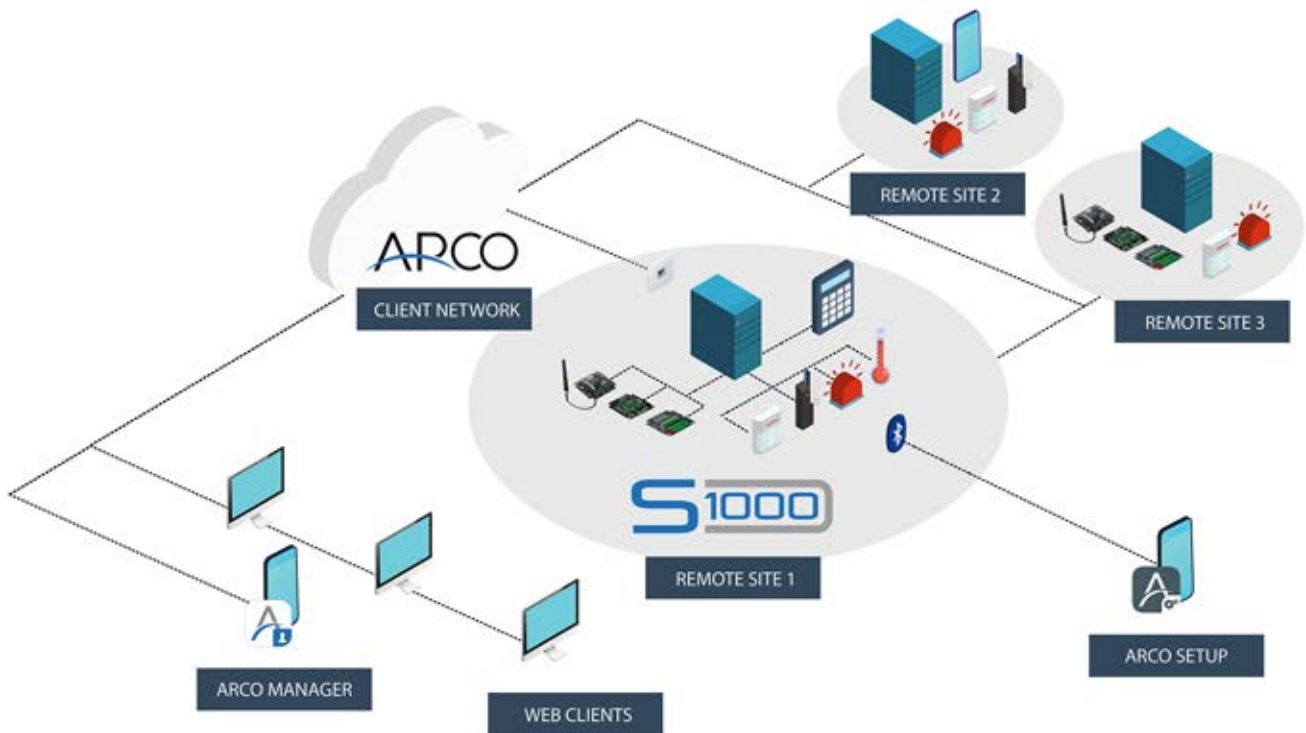 REMOTE SITE 2
ARCO
CLIENT NETWORK
REMOTE SITE 3
S1000
REMOTE SITE 1
ARCO MANAGER
WEB CLIENTS
ARCO SETUP